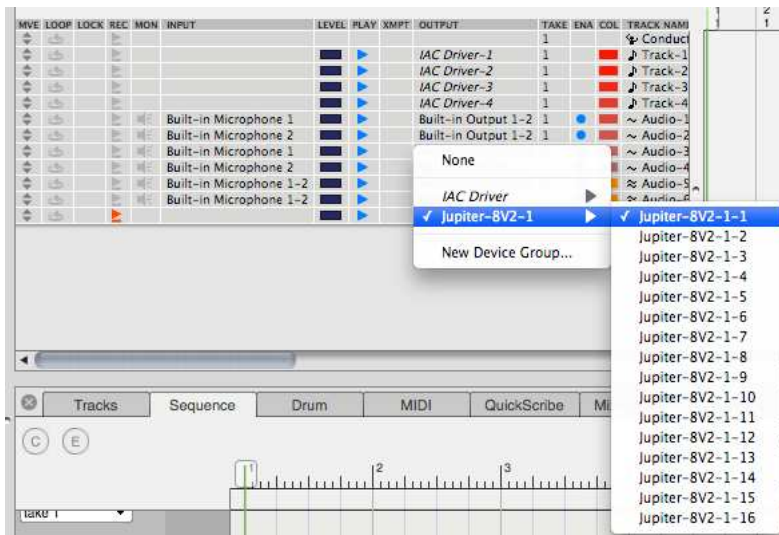 1 2
MVE LOOP LOCK REC MON INPUT LEVEL PLAY XMPT OUTPUT TAKE ENA COL TRACK NAME 1 1
1 Conduct
IAC Driver-1 1 Track-1
IAC Driver-2 1 Track-2
IAC Driver-3 1 Track-3
IAC Driver-4 1 Track-4
Built-in Microphone 1 Built-in Output 1-2 1 Audio-1
Built-in Microphone 2 Built-in Output 1-2 1 Audio-2
Built-in Microphone 1 Audio-3
Built-in Microphone 2 Audio-4
Built-in Microphone 1-2 Audio-5
Built-in Microphone 1-2 Audio-6
None
IAC Driver
✓ Jupiter-8V2-1
New Device Group...
✓ Jupiter-8V2-1-1
Jupiter-8V2-1-2
Jupiter-8V2-1-3
Jupiter-8V2-1-4
Jupiter-8V2-1-5
Jupiter-8V2-1-6
Jupiter-8V2-1-7
Jupiter-8V2-1-8
Jupiter-8V2-1-9
Jupiter-8V2-1-10
Jupiter-8V2-1-11
Jupiter-8V2-1-12
Jupiter-8V2-1-13
Jupiter-8V2-1-14
Jupiter-8V2-1-15
Jupiter-8V2-1-16
Tracks Sequence Drum MIDI QuickScribe Mi
C E
1 2 3
Take 1